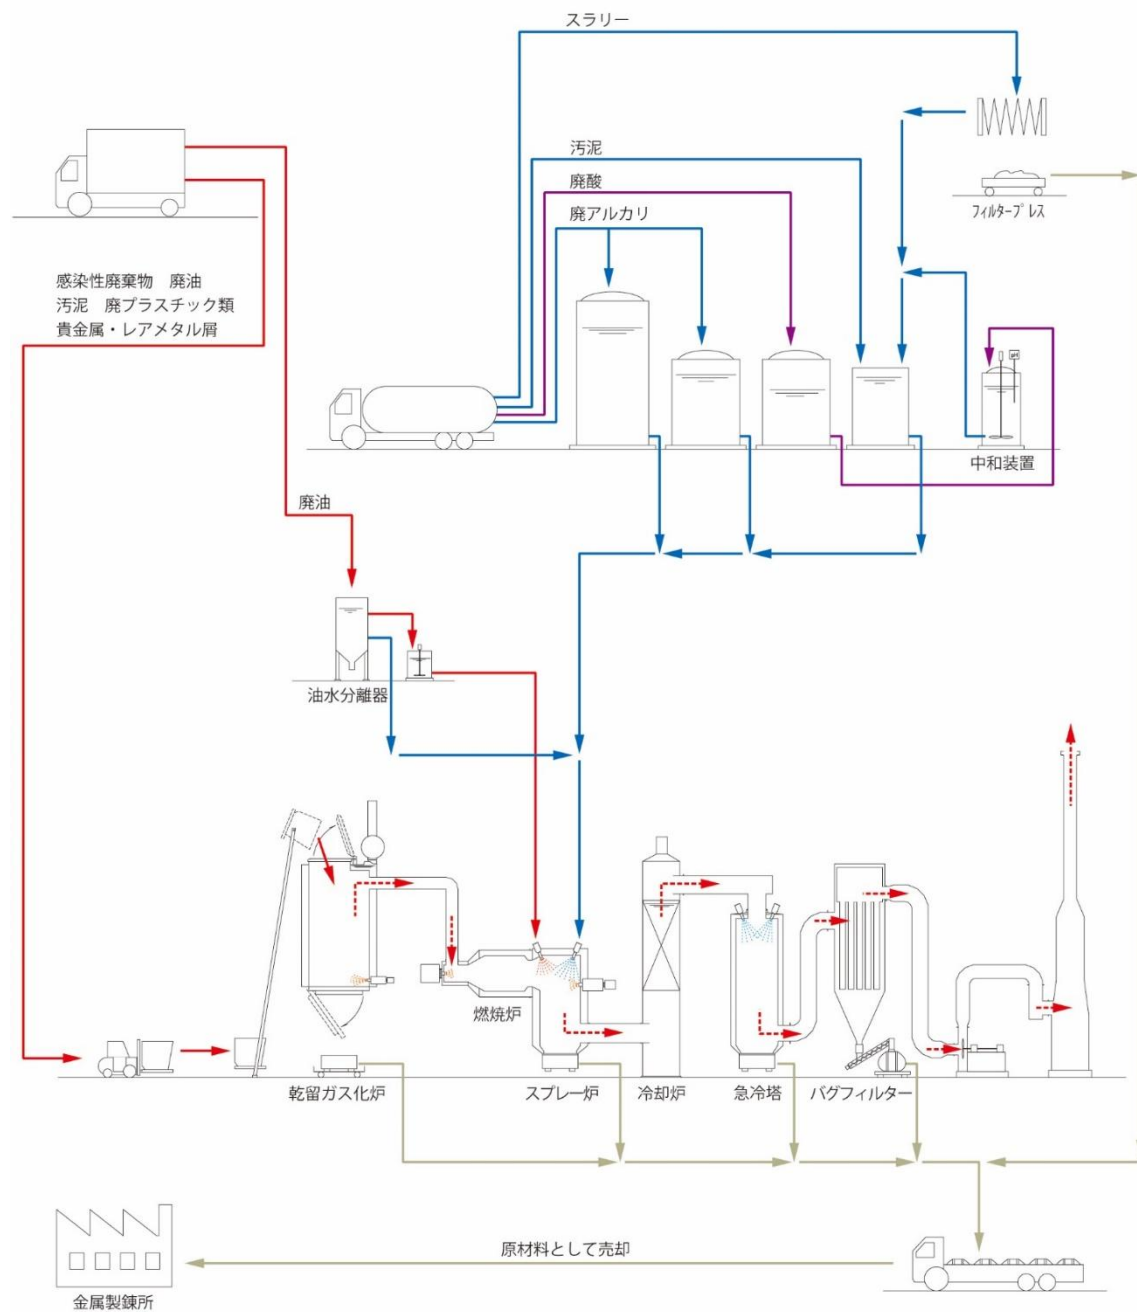 スラリー
汚泥
廃酸
廃アルカリ
フィルタープレス
感染性廃棄物　廃油
汚泥　廃プラスチック類
貴金属・レアメタル屑
pH
中和装置
廃油
油水分離器
燃焼炉
乾留ガス化炉
スプレー炉
冷却炉
急冷塔
バグフィルター
原材料として売却
金属製錬所